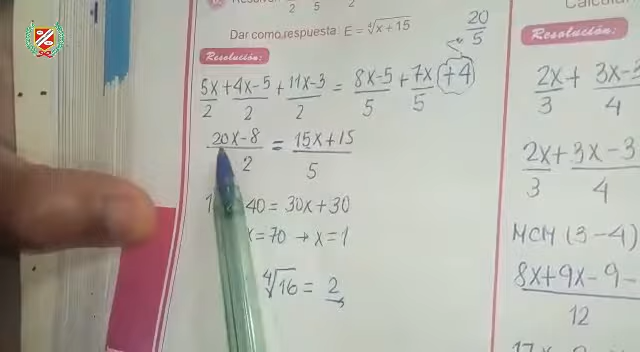 Dar como respuesta: E = ∜x+15
20/5
Resolución:
5x/2 + 4x-5/2 + 11x-3/2 = 8x-5/5 + 7x/5 +4
20x-8/2 = 15x+15/5
40 = 30x+30
x=70 → x=1
∜16 = 2
Resolución:
2x/3 + 3x-3/4
2x/3 + 3x-3/4
MCM (3-4)
8x+9x-9-/12